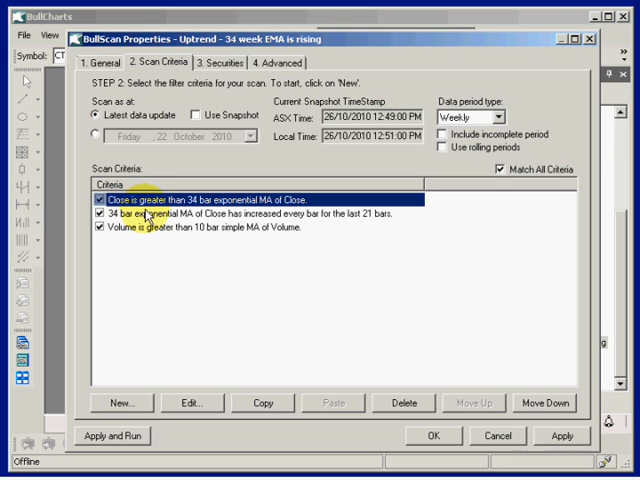 BullCharts
File View
BullScan Properties - Uptrend - 34 week EMA is rising
Symbol: CT
1. General 2. Scan Criteria 3. Securities 4. Advanced
STEP 2: Select the filter criteria for your scan. To start, click on 'New'.
Scan as at:
Latest data update
Use Snapshot
Friday , 22 October 2010
Current Snapshot TimeStamp
ASX Time: 26/10/2010 12:49:00 PM
Local Time: 26/10/2010 12:51:00 PM
Data period type:
Weekly
Include incomplete period
Use rolling periods
Scan Criteria:
Match All Criteria
Criteria
Close is greater than 34 bar exponential MA of Close.
34 bar exponential MA of Close has increased every bar for the last 21 bars.
Volume is greater than 10 bar simple MA of Volume.
g
New... Edit... Copy Paste Delete Move Up Move Down
Apply and Run OK Cancel Apply
Offline